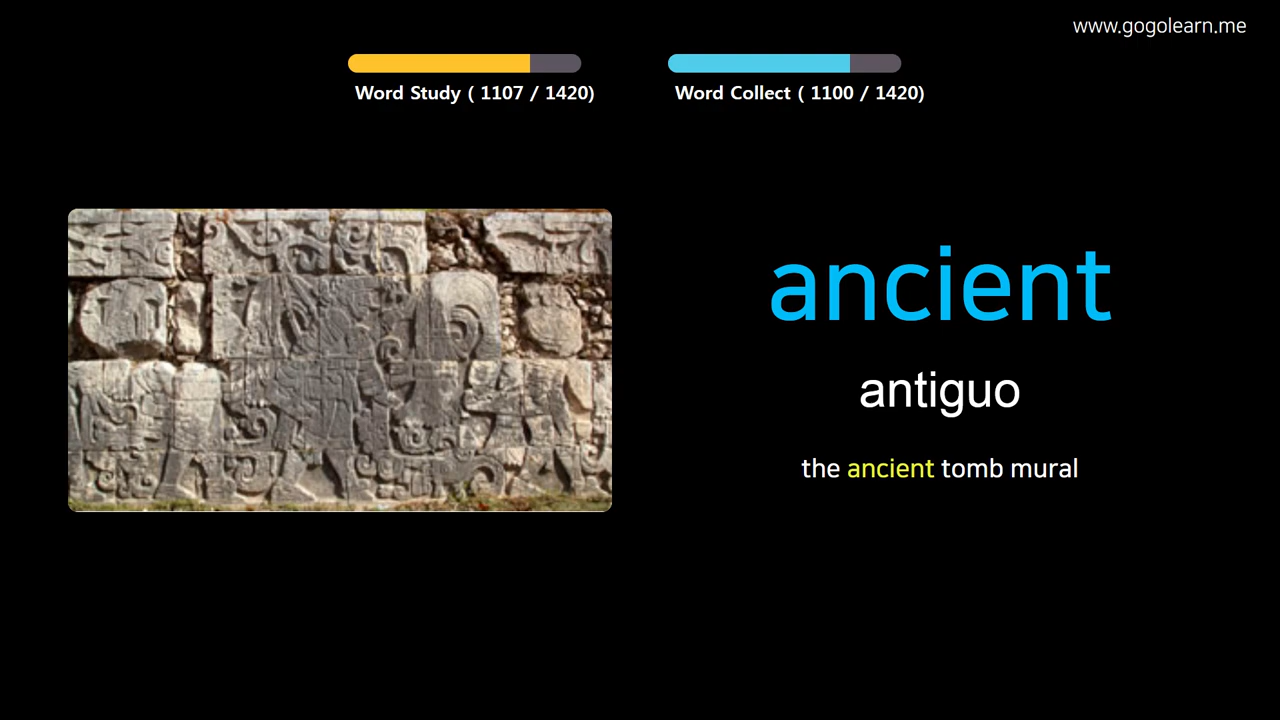 www.gogolearn.me
Word Study ( 1107 / 1420)
Word Collect ( 1100 / 1420)
ancient
antiguo
the ancient tomb mural